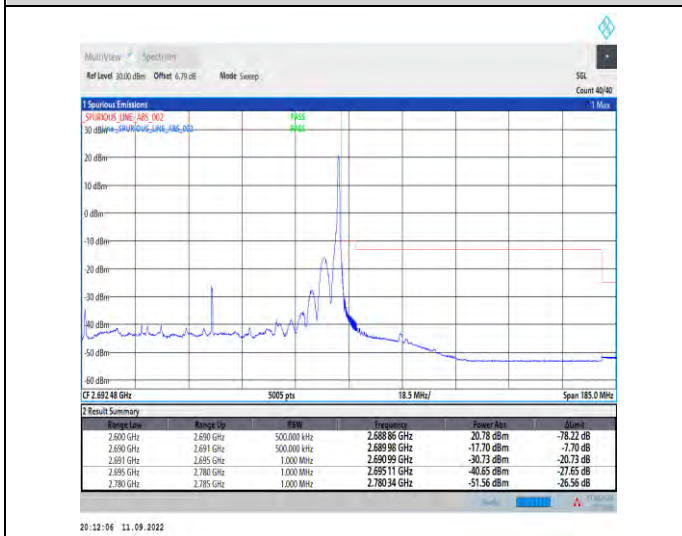 MultiView Spectrum
Ref Level 30.00 dBm Offset 6.79 dB Mode Sweep SGL
Count 40/40
1 Spurious Emissions 1 Max
_SPURIOUS_LINE_ABS_002 PASS
30 dBm Line _SPURIOUS_LINE_ABS_002 PASS
20 dBm
10 dBm
0 dBm
-10 dBm
-20 dBm
-30 dBm
-40 dBm
-50 dBm
-60 dBm
CF 2.692 48 GHz 5005 pts 18.5 MHz/ Span 185.0 MHz
2 Result Summary
Range Low Range Up RBW Frequency Power Abs ΔLimit
2.600 GHz 2.690 GHz 500.000 kHz 2.688 86 GHz 20.78 dBm -78.22 dB
2.690 GHz 2.691 GHz 500.000 kHz 2.689 98 GHz -17.70 dBm -7.70 dB
2.691 GHz 2.695 GHz 1.000 MHz 2.690 99 GHz -30.73 dBm -20.73 dB
2.695 GHz 2.780 GHz 1.000 MHz 2.695 11 GHz -40.65 dBm -27.65 dB
2.780 GHz 2.785 GHz 1.000 MHz 2.780 34 GHz -51.56 dBm -26.56 dB
20:12:06 11.09.2022